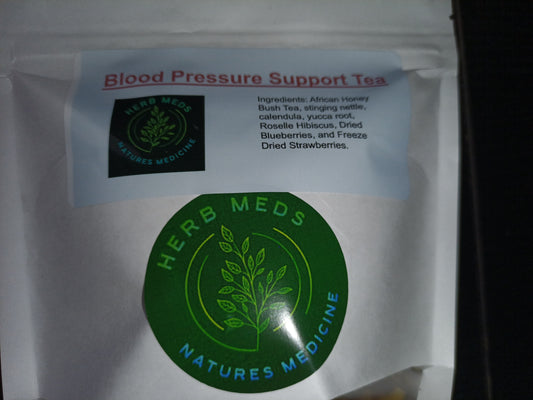 Blood Pressure Support Tea
HERB MEDS
NATURES MEDICINE
Ingredients: African Honey
Bush Tea, stinging nettle,
calendula, yucca root,
Roselle Hibiscus, Dried
Blueberries, and Freeze
Dried Strawberries.
HERB MEDS
NATURES MEDICINE